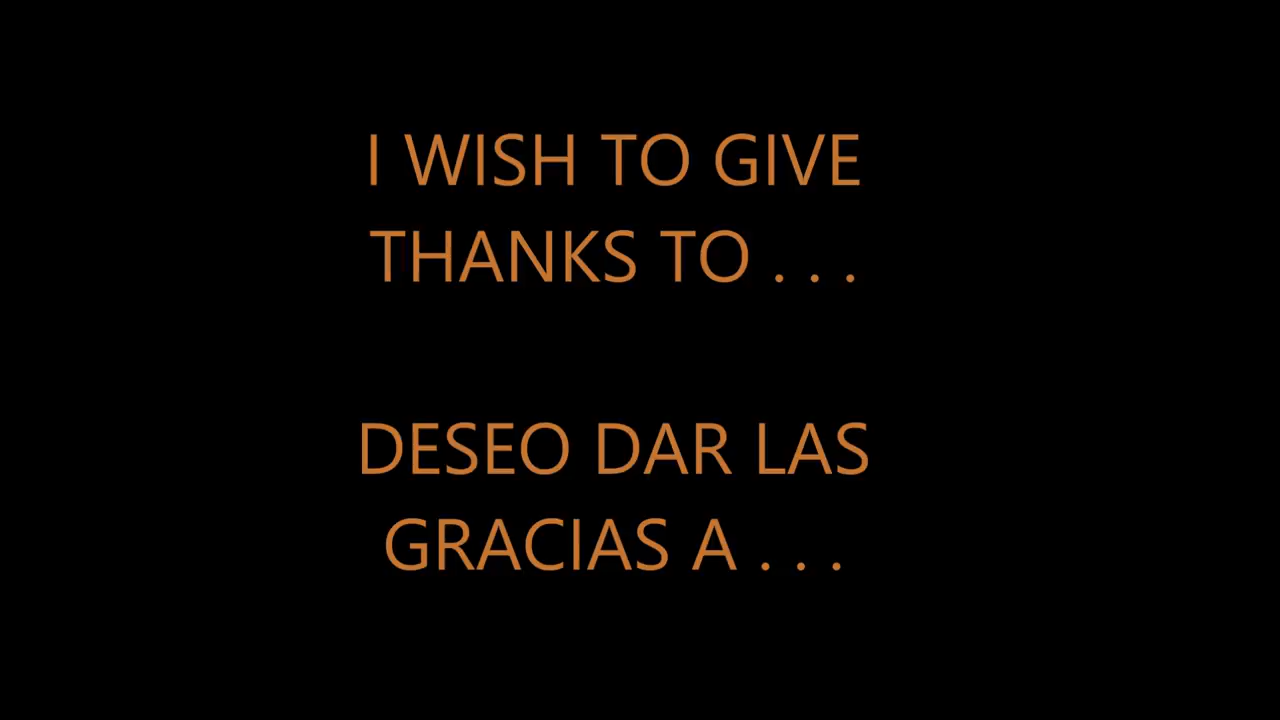 I WISH TO GIVE
THANKS TO . . .
DESEO DAR LAS
GRACIAS A . . .